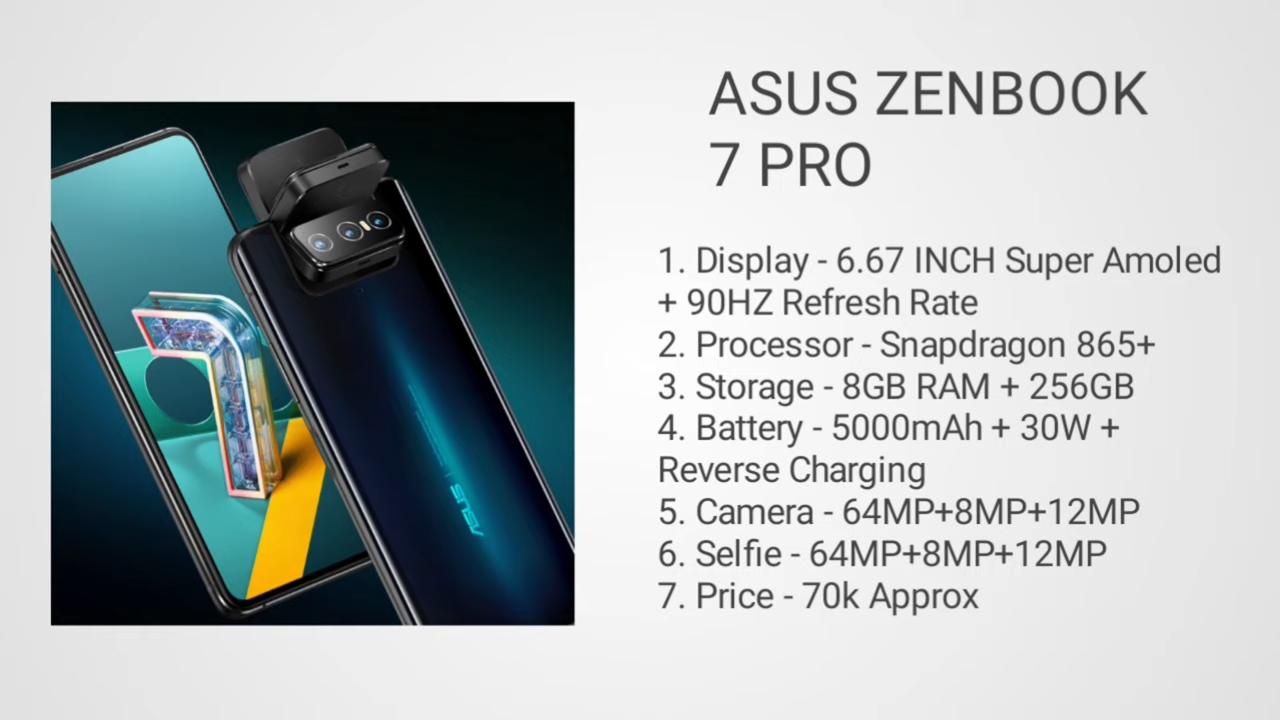 ASUS ZENBOOK
7 PRO
1. Display - 6.67 INCH Super Amoled
+ 90HZ Refresh Rate
2. Processor - Snapdragon 865+
3. Storage - 8GB RAM + 256GB
4. Battery - 5000mAh + 30W +
Reverse Charging
5. Camera - 64MP+8MP+12MP
6. Selfie - 64MP+8MP+12MP
7. Price - 70k Approx
7
ASUS